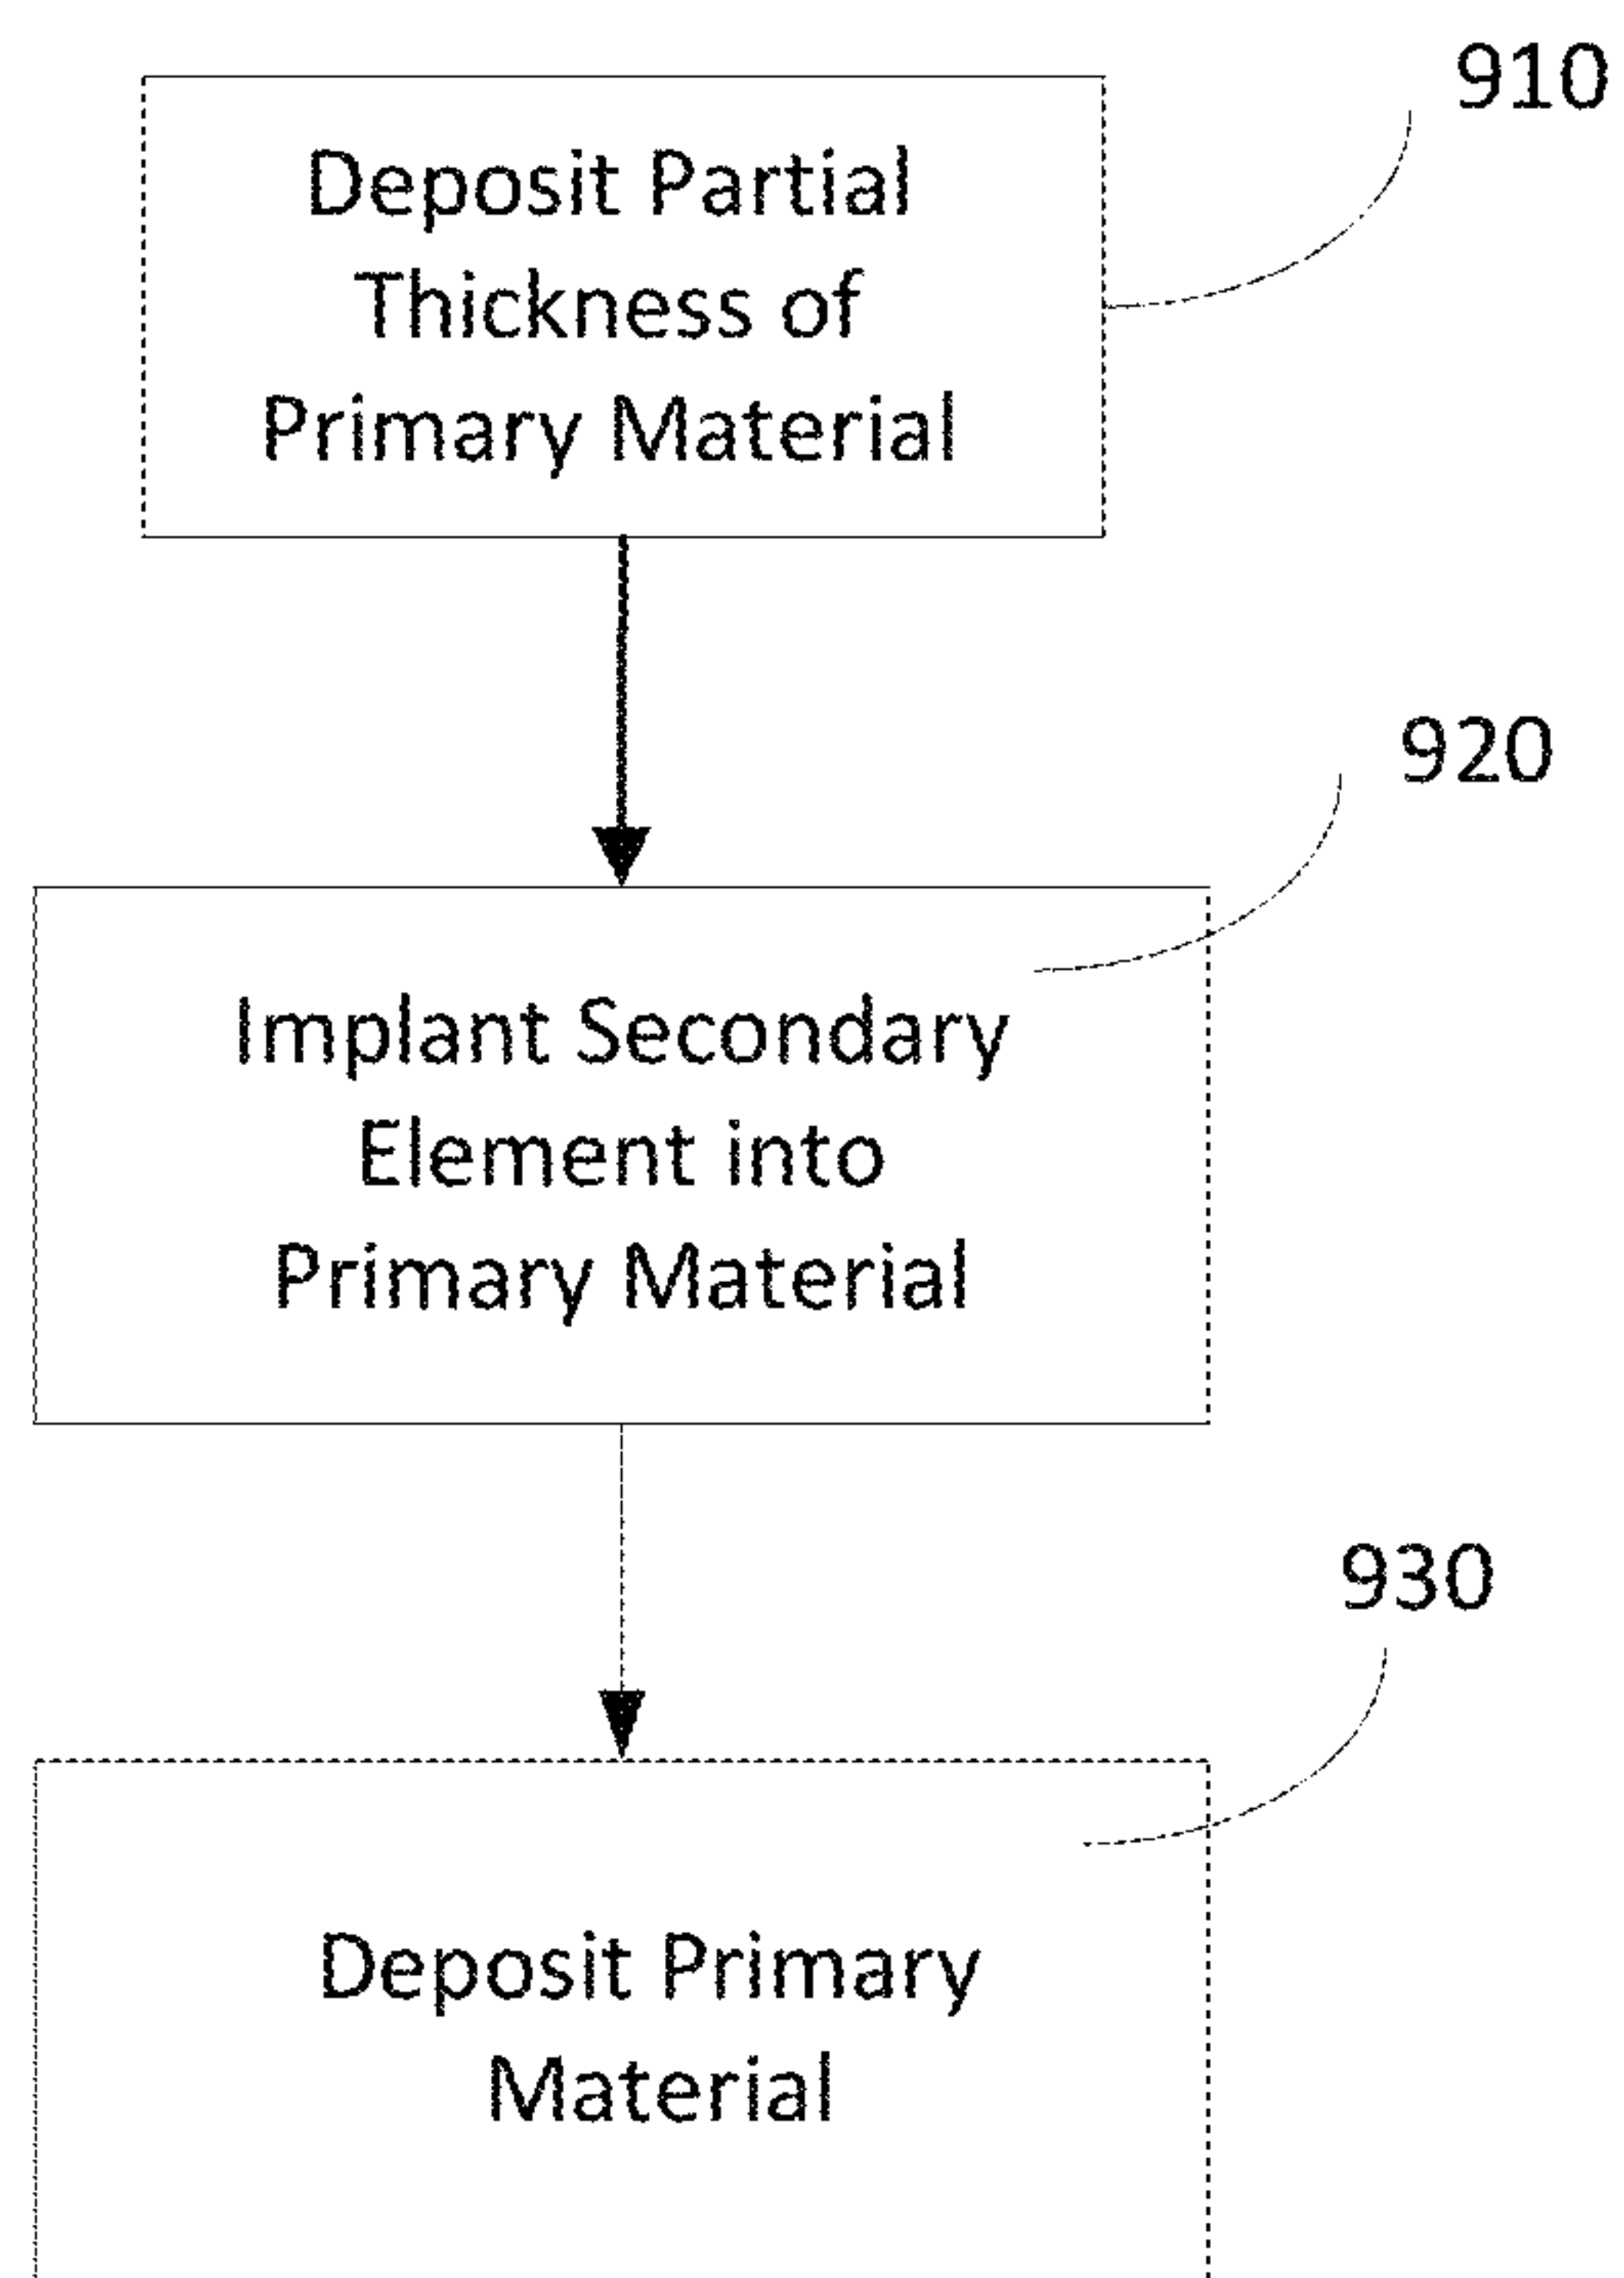 910
Deposit Partial
Thickness of
Primary Material
920
Implant Secondary
Element into
Primary Material
930
Deposit Primary
Material